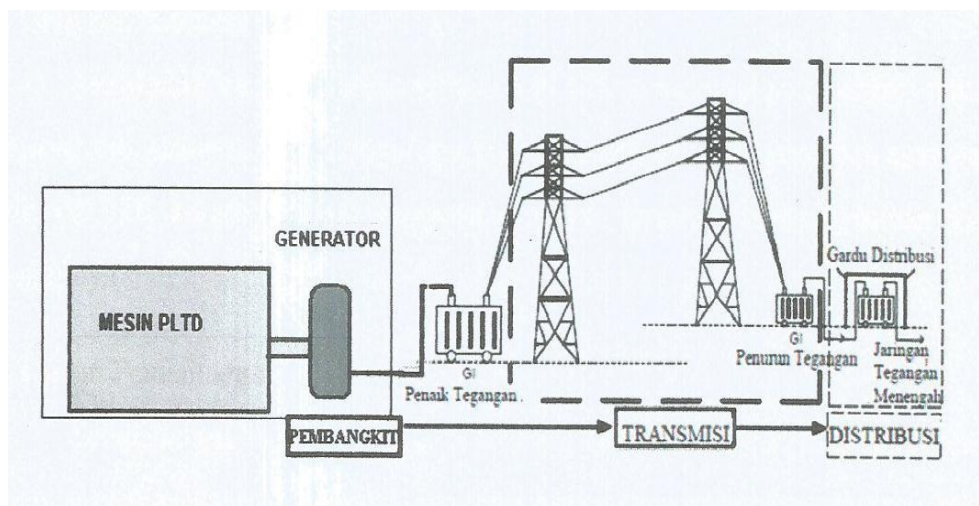 GENERATOR
MESIN PLTD
Gardu Distribusi
GI
Penaik Tegangan
GI
Penurun Tegangan
Jaringan
Tegangan
Menengah
PEMBANGKIT
TRANSMISI
DISTRIBUSI